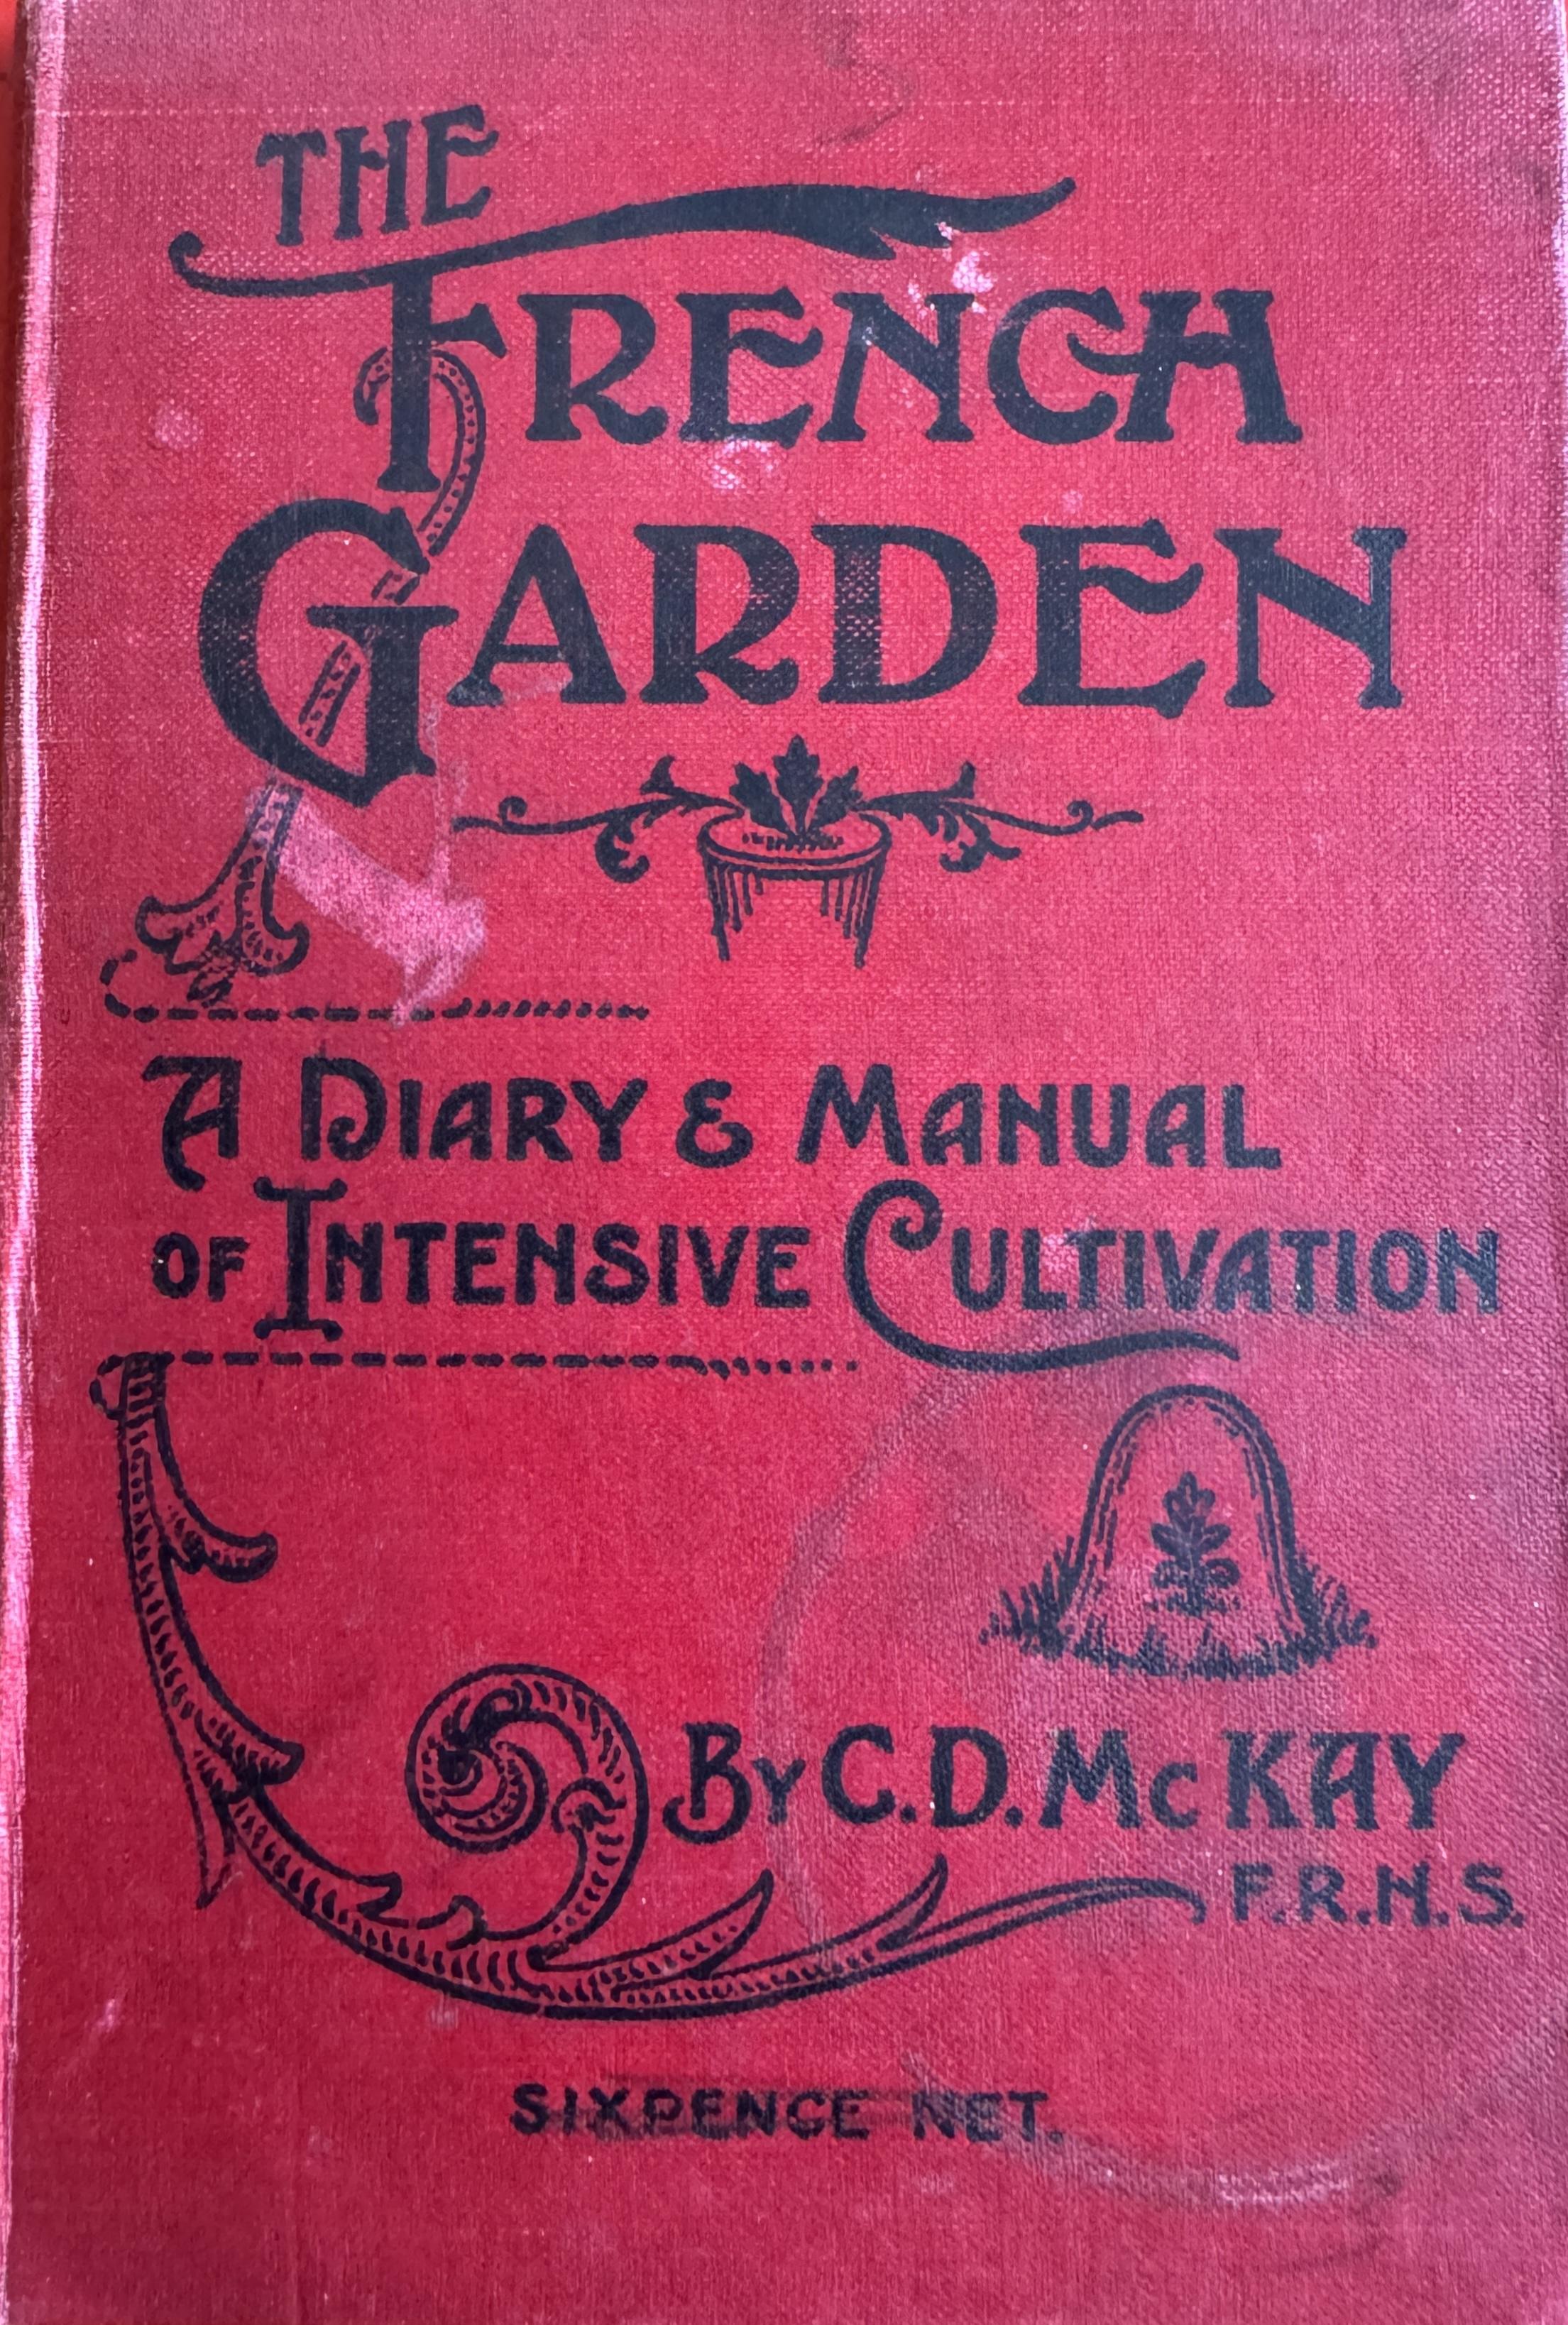 THE
FRENCH
GARDEN
A DIARY & MANUAL
OF INTENSIVE CULTIVATION
By C. D. McKAY
F.R.H.S.
SIXPENCE NET.